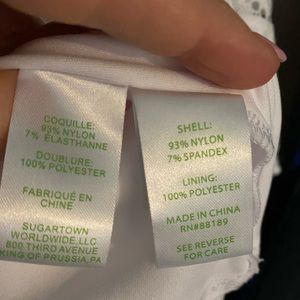 COQUILLE:
93% NYLON
7% ÉLASTHANNE
DOUBLURE:
100% POLYESTER
FABRIQUÉ EN
CHINE
SUGARTOWN
WORLDWIDE,LLC
800 THIRD AVENUE
KING OF PRUSSIA,PA
SHELL:
93% NYLON
7% SPANDEX
LINING:
100% POLYESTER
MADE IN CHINA
RN#88189
SEE REVERSE
FOR CARE